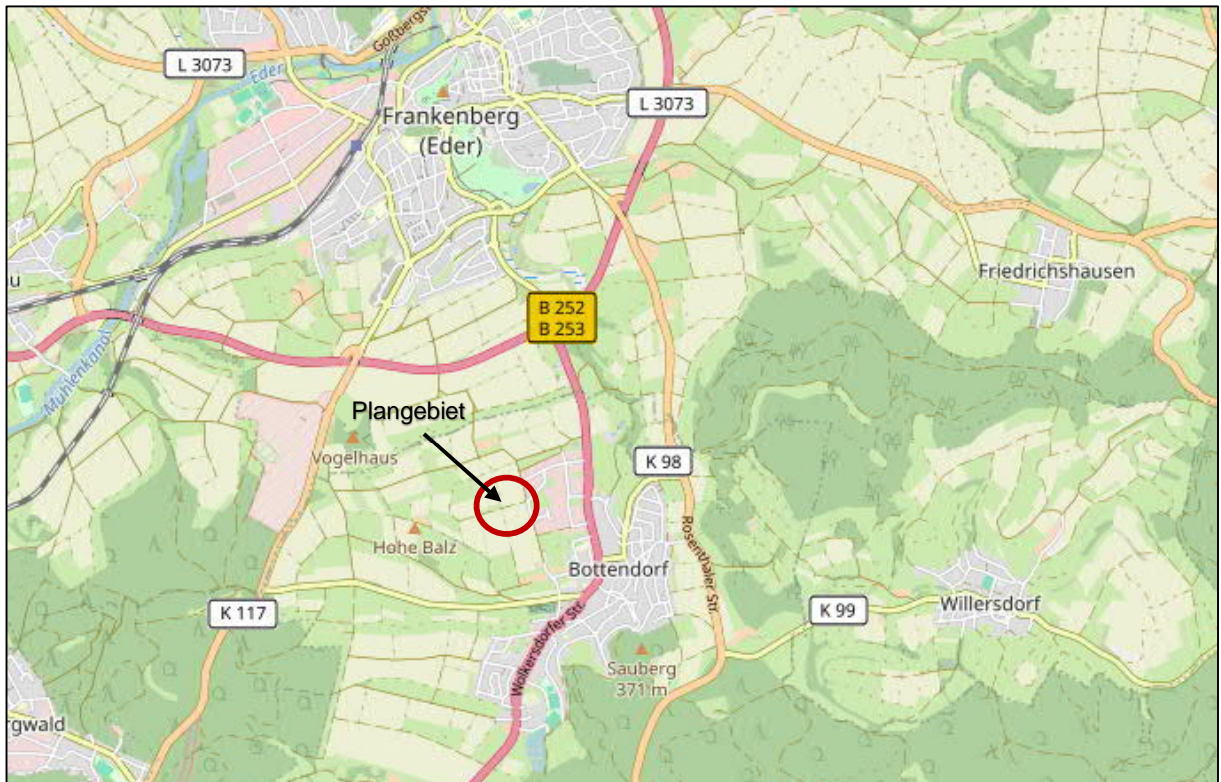 Goßbergs
L 3073
Eder
L 3073
Frankenberg
(Eder)
Friedrichshausen
u
B 252
B 253
Mühlenkanal
Plangebiet
Vogelhaus
K 98
Hohe Balz
Rosenthaler Str.
Bottendorf
K 117
K 99
Willersdorf
Wolkersdorfer Str.
Sauberg
371 m
rgwald